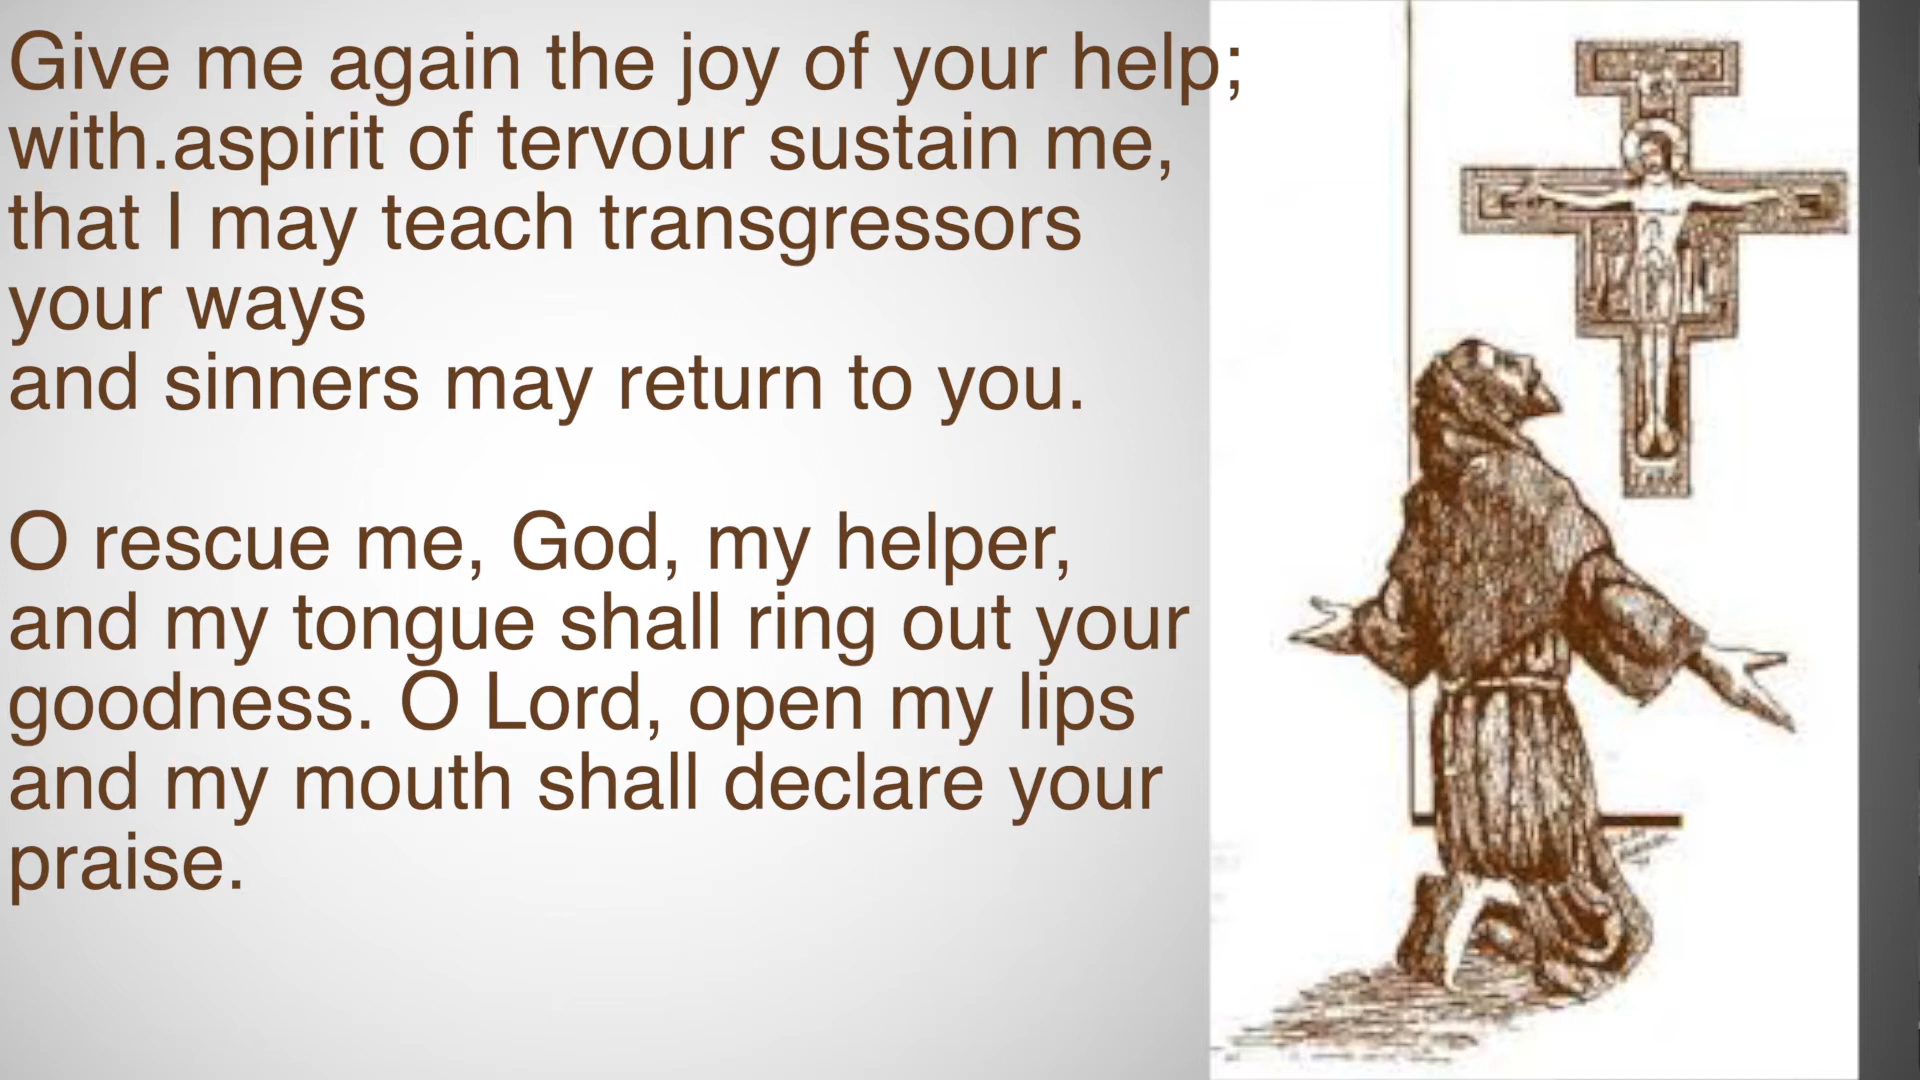 Give me again the joy of your help;
with.aspirit of tervour sustain me,
that I may teach transgressors
your ways
and sinners may return to you.
O rescue me, God, my helper,
and my tongue shall ring out your
goodness. O Lord, open my lips
and my mouth shall declare your
praise.